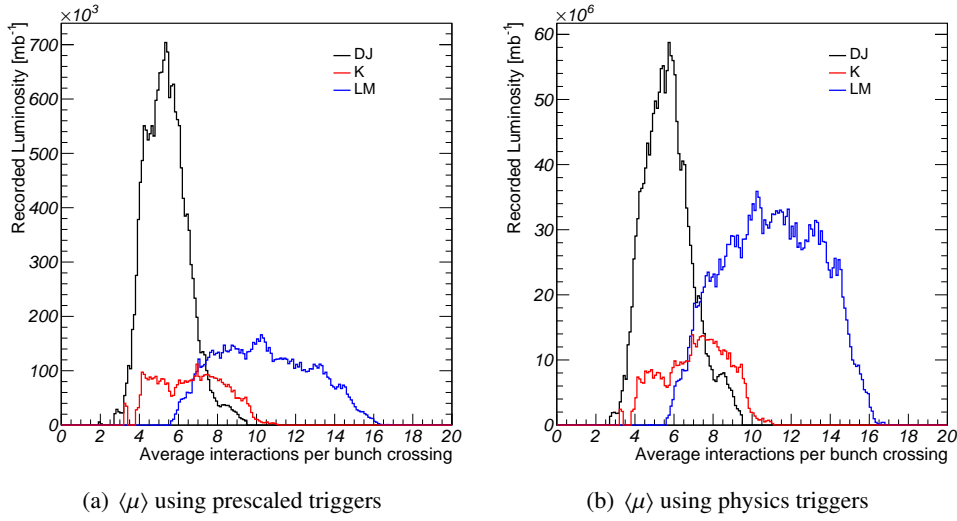 ×10³
Recorded Luminosity [mb⁻¹]
700
600
500
400
300
200
100
0
0 2 4 6 8 10 12 14 16 18 20
Average interactions per bunch crossing
DJ
K
LM
(a) ⟨μ⟩ using prescaled triggers
×10⁶
Recorded Luminosity [mb⁻¹]
60
50
40
30
20
10
0
0 2 4 6 8 10 12 14 16 18 20
Average interactions per bunch crossing
DJ
K
LM
(b) ⟨μ⟩ using physics triggers